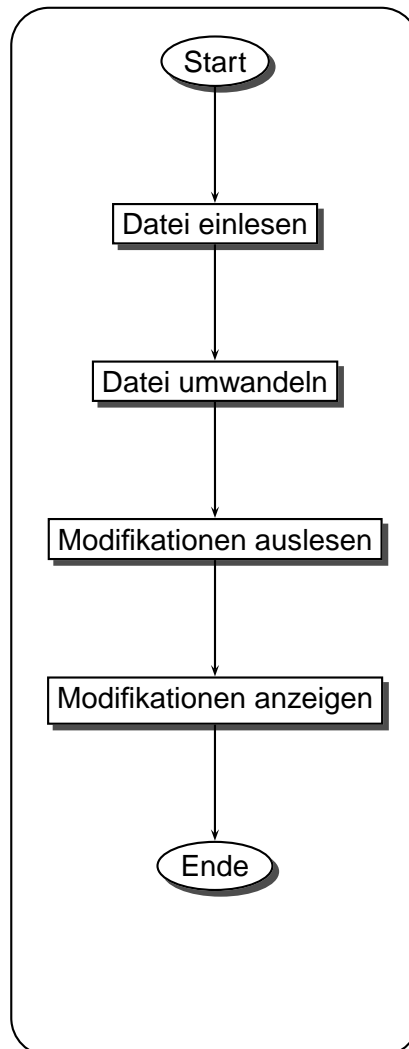 Start
Datei einlesen
Datei umwandeln
Modifikationen auslesen
Modifikationen anzeigen
Ende